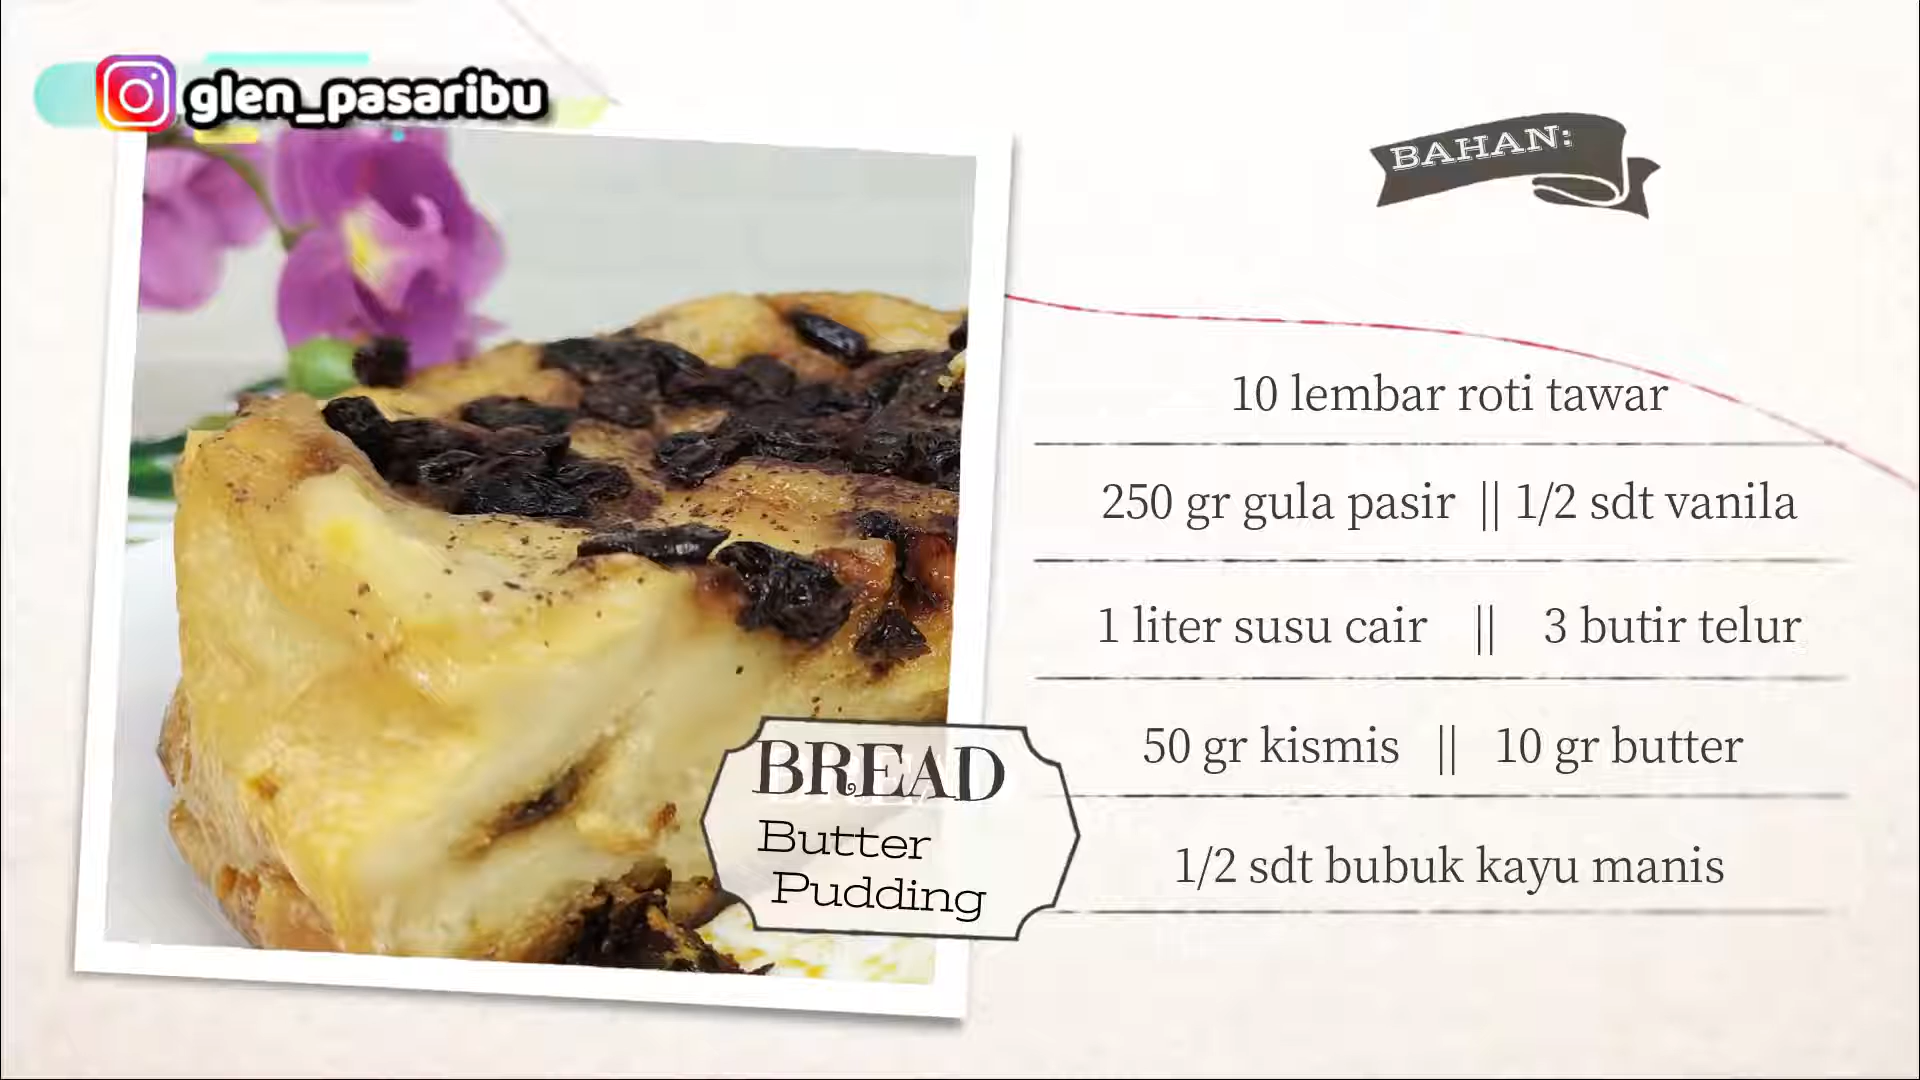 glen_pasaribu
BAHAN:
10 lembar roti tawar
250 gr gula pasir || 1/2 sdt vanila
1 liter susu cair || 3 butir telur
50 gr kismis || 10 gr butter
1/2 sdt bubuk kayu manis
BREAD
Butter
Pudding